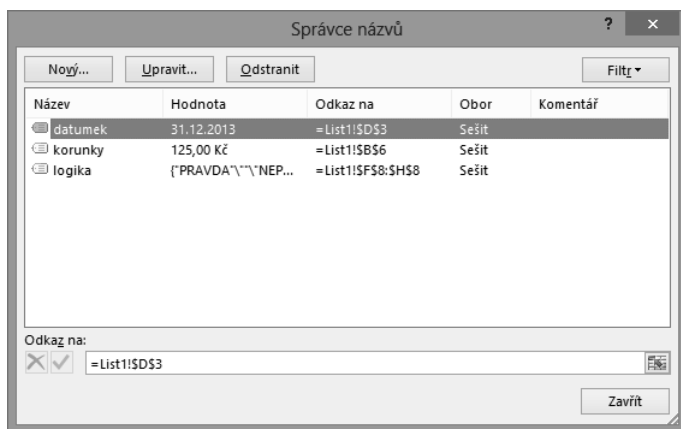 Správce názvů
Nový... Upravit... Odstranit Filtr
Název Hodnota Odkaz na Obor Komentář
datumek 31.12.2013 =List1!$D$3 Sešit
korunky 125,00 Kč =List1!$B$6 Sešit
logika {"PRAVDA"\""\"NEP... =List1!$F$8:$H$8 Sešit
Odkaz na:
=List1!$D$3
Zavřít